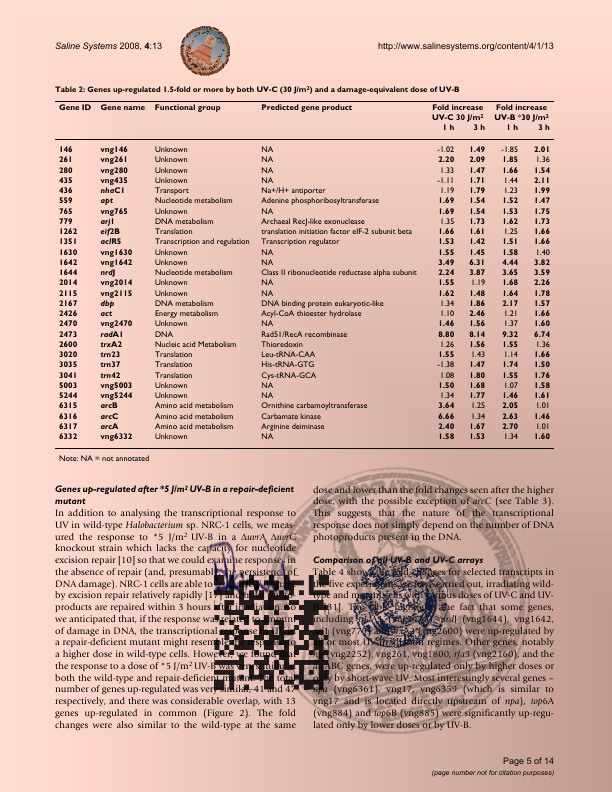 Saline Systems 2008, 4:13
http://www.salinesystems.org/content/4/1/13
Table 2: Genes up-regulated 1.5-fold or more by both UV-C (30 J/m²) and a damage-equivalent dose of UV-B
Gene ID Gene name Functional group Predicted gene product Fold increase UV-C 30 J/m² Fold increase UV-B *30 J/m²
1 h 3 h 1 h 3 h
146 vng146 Unknown NA -1.02 1.49 -1.85 2.01
261 vng261 Unknown NA 2.20 2.09 1.85 1.36
280 vng280 Unknown NA 1.33 1.47 1.66 1.54
435 vng435 Unknown NA -1.11 1.71 1.44 2.11
436 nhaC1 Transport Na+/H+ antiporter 1.19 1.79 1.23 1.99
559 apt Nucleotide metabolism Adenine phosphoribosyltransferase 1.69 1.54 1.52 1.47
765 vng765 Unknown NA 1.69 1.54 1.53 1.75
779 arj1 DNA metabolism Archaeal RecJ-like exonuclease 1.35 1.73 1.62 1.73
1262 eif2B Translation translation initiation factor eIF-2 subunit beta 1.66 1.61 1.25 1.66
1351 aclR5 Transcription and regulation Transcription regulator 1.53 1.42 1.51 1.66
1630 vng1630 Unknown NA 1.55 1.45 1.58 1.40
1642 vng1642 Unknown NA 3.49 6.31 4.44 3.82
1644 nrdJ Nucleotide metabolism Class II ribonucleotide reductase alpha subunit 2.24 3.87 3.65 3.59
2014 vng2014 Unknown NA 1.55 1.19 1.68 2.26
2115 vng2115 Unknown NA 1.62 1.48 1.64 1.78
2167 dbp DNA metabolism DNA binding protein eukaryotic-like 1.34 1.86 2.17 1.57
2426 act Energy metabolism Acyl-CoA thioester hydrolase 1.10 2.46 1.21 1.66
2470 vng2470 Unknown NA 1.46 1.56 1.37 1.60
2473 radA1 DNA Rad51/RecA recombinase 8.80 8.14 9.32 6.74
2600 trxA2 Nucleic acid Metabolism Thioredoxin 1.26 1.56 1.55 1.36
3020 trn23 Translation Leu-tRNA-CAA 1.55 1.43 1.14 1.66
3035 trn37 Translation His-tRNA-GTG -1.38 1.47 1.74 1.50
3041 trn42 Translation Cys-tRNA-GCA 1.08 1.80 1.55 1.76
5003 vng5003 Unknown NA 1.50 1.68 1.07 1.58
5244 vng5244 Unknown NA 1.34 1.77 1.46 1.61
6315 arcB Amino acid metabolism Ornithine carbamoyltransferase 3.64 1.25 2.05 1.01
6316 arcC Amino acid metabolism Carbamate kinase 6.66 1.34 2.63 1.46
6317 arcA Amino acid metabolism Arginine deiminase 2.40 1.67 2.70 1.01
6332 vng6332 Unknown NA 1.58 1.53 1.34 1.60
Note: NA = not annotated
Genes up-regulated after *5 J/m² UV-B in a repair-deficient
mutant
In addition to analysing the transcriptional response to
UV in wild-type Halobacterium sp. NRC-1 cells, we meas-
ured the response to *5 J/m² UV-B in a ΔuvrA, ΔuvrC
knockout strain which lacks the capacity for nucleotide
excision repair [10] so that we could the response in
the absence of repair (and, presumably persistence of
DNA damage). NRC-1 cells are able to
by excision repair relatively rapidly [17]
products are repaired within 3 hours
we anticipated that, if the response was
of damage in DNA, the transcriptional
a repair-deficient mutant might resemble
a higher dose in wild-type cells. However, we found that
the response to a dose of *5 J/m² UV-B was very
both the wild-type and repair-deficient total
number of genes up-regulated was very similar, 41 and 47
respectively, and there was considerable overlap, with 13
genes up-regulated in common (Figure 2). The fold
changes were also similar to the wild-type at the same
dose and lower than the fold changes seen after the higher
dose, with the possible exception of arcC (see Table 3).
This suggests that the nature of the transcriptional
response does not simply depend on the number of DNA
photoproducts present in the DNA.
Comparison of all UV-B and UV-C arrays
Table 4 shows changes for selected transcripts in
the five carried out, irradiating wild-
type and doses of UV-C and UV-
the fact that some genes,
including (vng1644), vng1642,
(vng2600) were up-regulated by
or most regimes. Other genes, notably
(vng2252), vng261, vng1800, rfa3 (vng2160), and the
ABC genes, were up-regulated only by higher doses or
only by short-wave UV. Most interestingly several genes –
npa (vng6361), vng17, vng6359 (which is similar to
vng17 and is located directly upstream of npa), top6A
(vng884) and top6B (vng885) were significantly up-regu-
lated only by lower doses or by UV-B.
Page 5 of 14
(page number not for citation purposes)